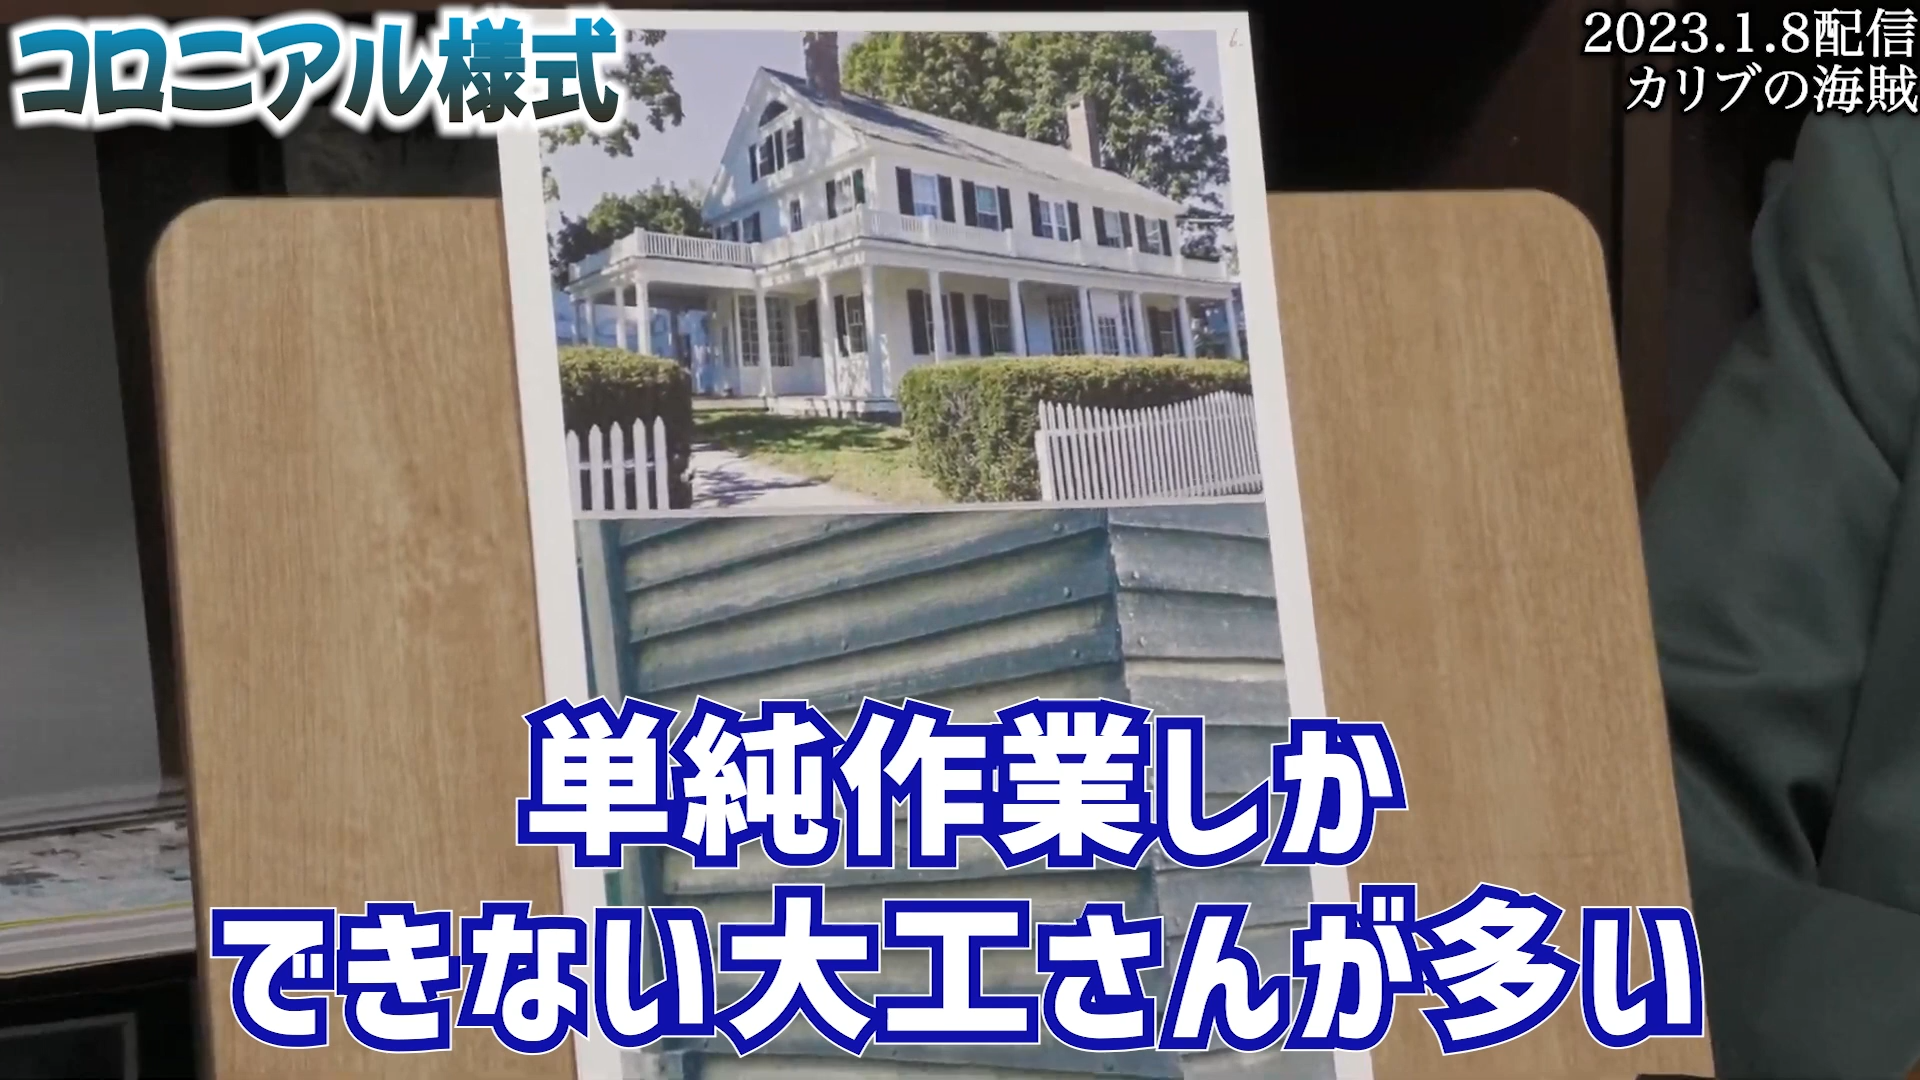 コロニアル様式
2023.1.8配信
カリブの海賊
単純作業しか
できない大工さんが多い